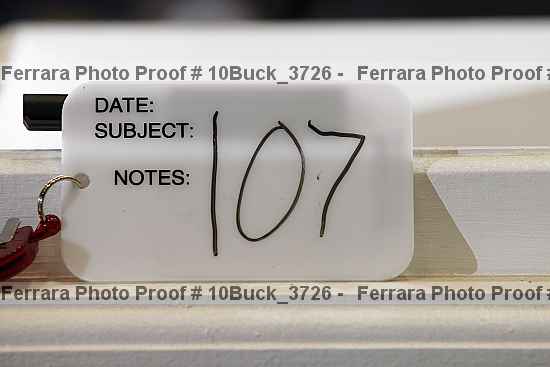 Ferrara Photo Proof # 10Buck_3726 - Ferrara Photo Proof #
DATE:
SUBJECT:
107
NOTES:
Ferrara Photo Proof # 10Buck_3726 - Ferrara Photo Proof #